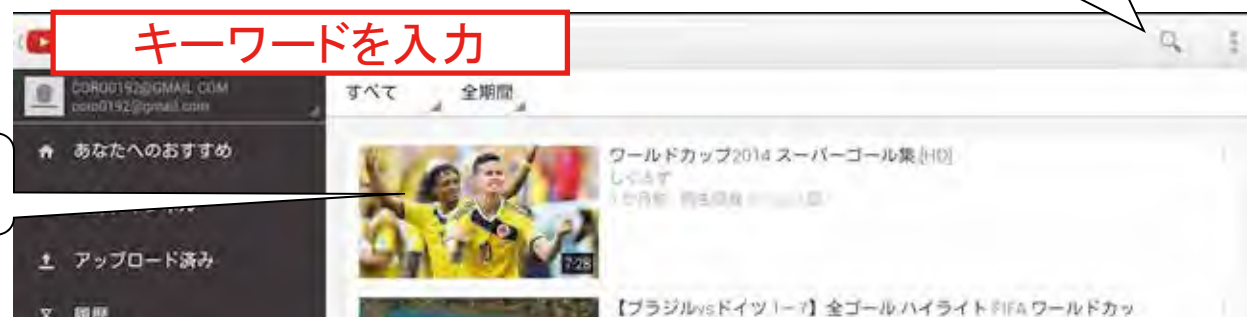 キーワードを入力
CORO0192@GMAIL.COM
coro0192@gmail.com
すべて 全期間
あなたへのおすすめ
ワールドカップ2014 スーパーゴール集 [HD]
アップロード済み
7:28
【ブラジルvsドイツ 1-7】全ゴール ハイライト FIFA ワールドカッ
履歴